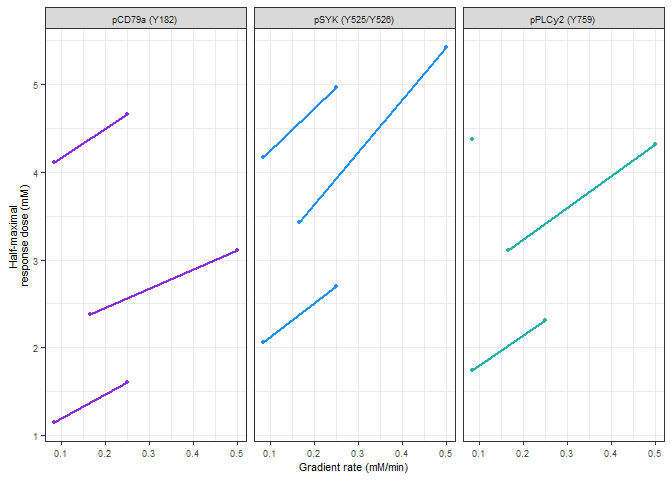 pCD79a (Y182)
pSYK (Y525/Y526)
pPLCy2 (Y759)
5
4
3
2
1
Half-maximal
response dose (mM)
0.1 0.2 0.3 0.4 0.5
0.1 0.2 0.3 0.4 0.5
0.1 0.2 0.3 0.4 0.5
Gradient rate (mM/min)